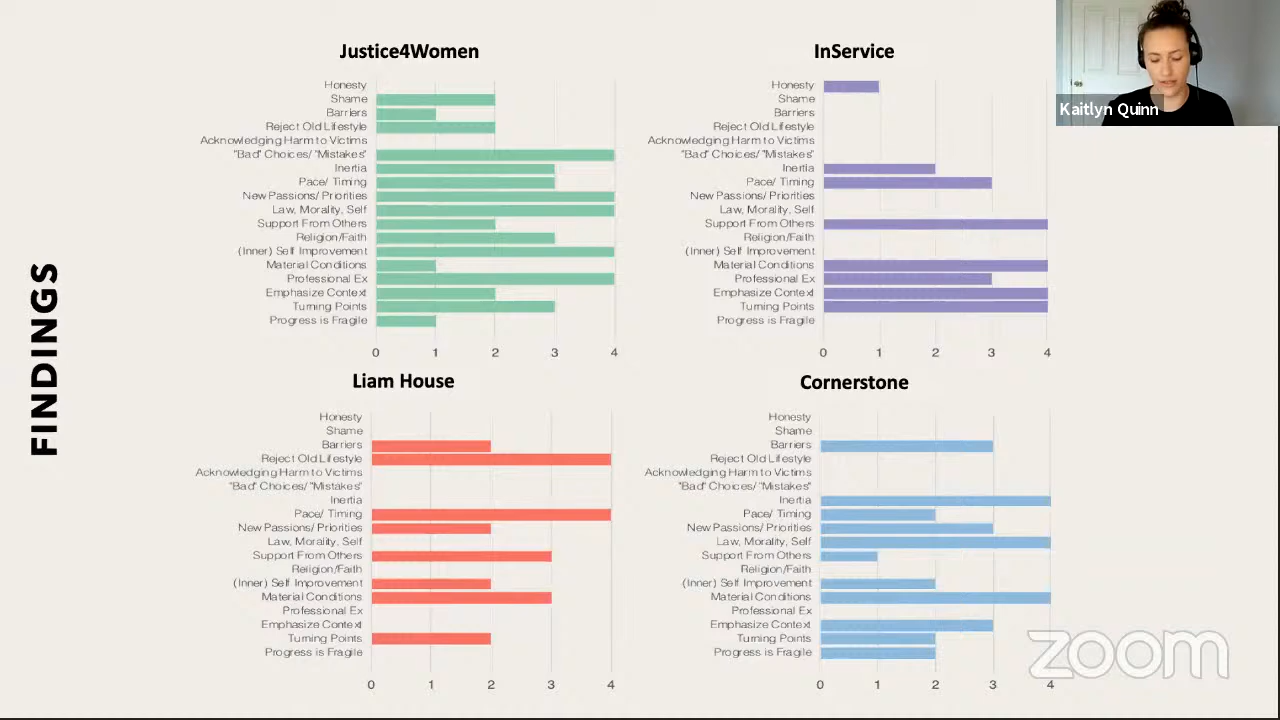 FINDINGS
Justice4Women
Honesty
Shame
Barriers
Reject Old Lifestyle
Acknowledging Harm to Victims
"Bad" Choices/ "Mistakes"
Inertia
Pace/ Timing
New Passions/ Priorities
Law, Morality, Self
Support From Others
Religion/Faith
(Inner) Self Improvement
Material Conditions
Professional Ex
Emphasize Context
Turning Points
Progress is Fragile
0 1 2 3 4
InService
Honesty
Shame
Barriers
Reject Old Lifestyle
Acknowledging Harm to Victims
"Bad" Choices/ "Mistakes"
Inertia
Pace/ Timing
New Passions/ Priorities
Law, Morality, Self
Support From Others
Religion/Faith
(Inner) Self Improvement
Material Conditions
Professional Ex
Emphasize Context
Turning Points
Progress is Fragile
0 1 2 3 4
Kaitlyn Quinn
Liam House
Honesty
Shame
Barriers
Reject Old Lifestyle
Acknowledging Harm to Victims
"Bad" Choices/ "Mistakes"
Inertia
Pace/ Timing
New Passions/ Priorities
Law, Morality, Self
Support From Others
Religion/Faith
(Inner) Self Improvement
Material Conditions
Professional Ex
Emphasize Context
Turning Points
Progress is Fragile
0 1 2 3 4
Cornerstone
Honesty
Shame
Barriers
Reject Old Lifestyle
Acknowledging Harm to Victims
"Bad" Choices/ "Mistakes"
Inertia
Pace/ Timing
New Passions/ Priorities
Law, Morality, Self
Support From Others
Religion/Faith
(Inner) Self Improvement
Material Conditions
Professional Ex
Emphasize Context
Turning Points
Progress is Fragile
0 1 2 3 4
zoom